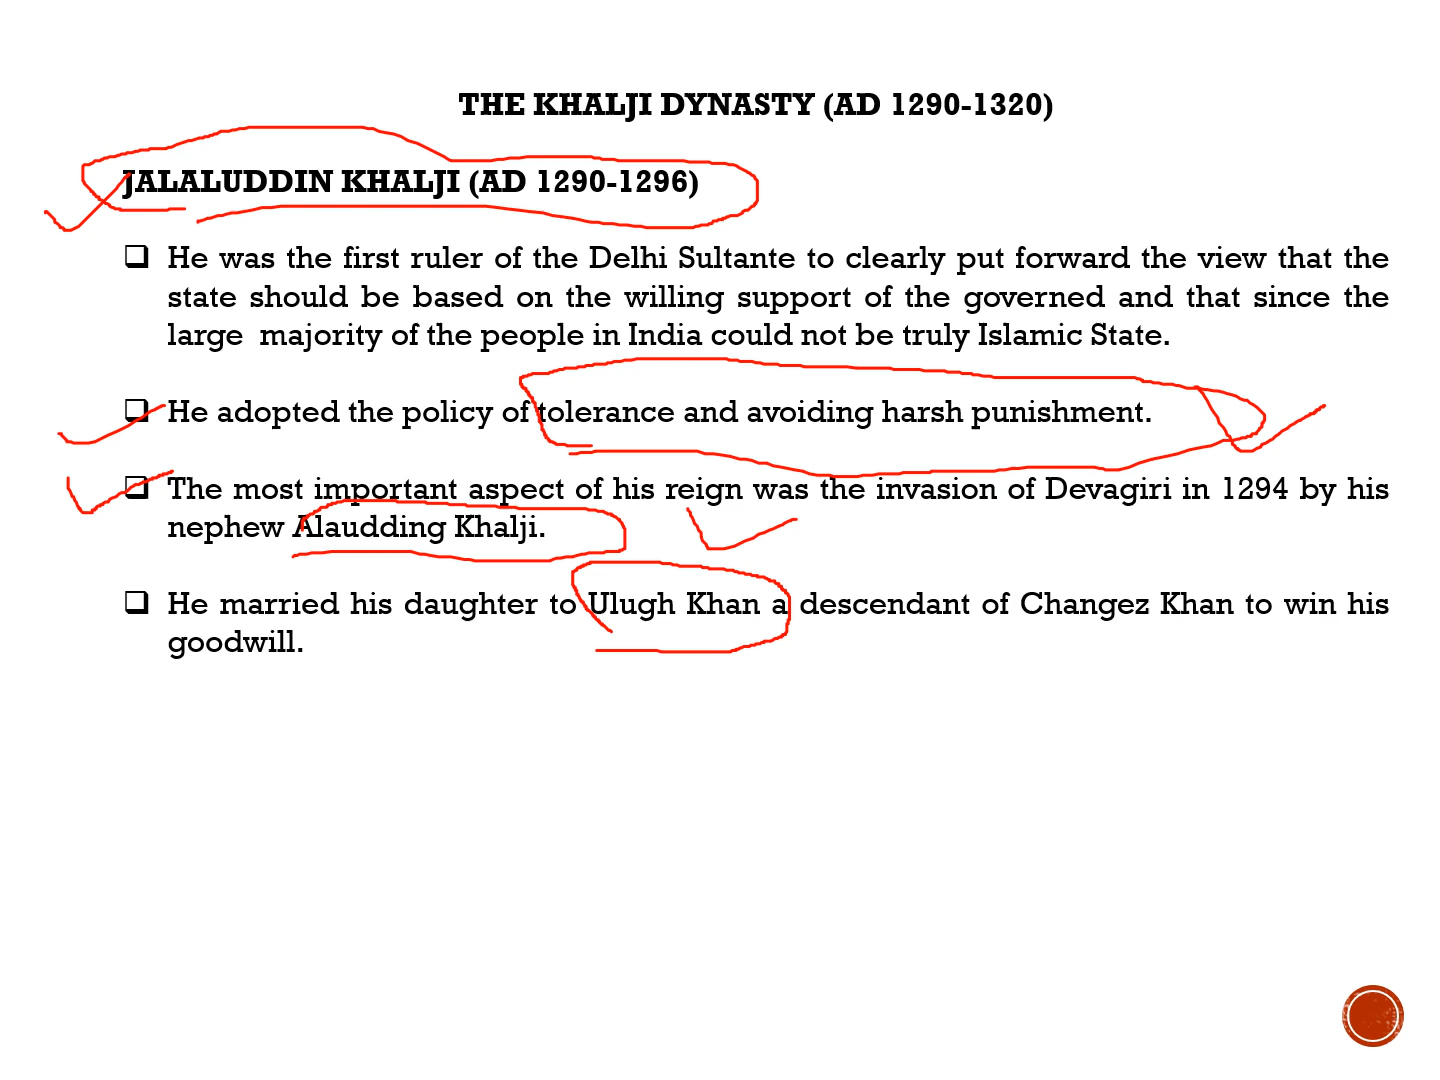 THE KHALJI DYNASTY (AD 1290-1320)
JALALUDDIN KHALJI (AD 1290-1296)
He was the first ruler of the Delhi Sultante to clearly put forward the view that the
state should be based on the willing support of the governed and that since the
large majority of the people in India could not be truly Islamic State.
He adopted the policy of tolerance and avoiding harsh punishment.
The most important aspect of his reign was the invasion of Devagiri in 1294 by his
nephew Alaudding Khalji.
He married his daughter to Ulugh Khan a descendant of Changez Khan to win his
goodwill.